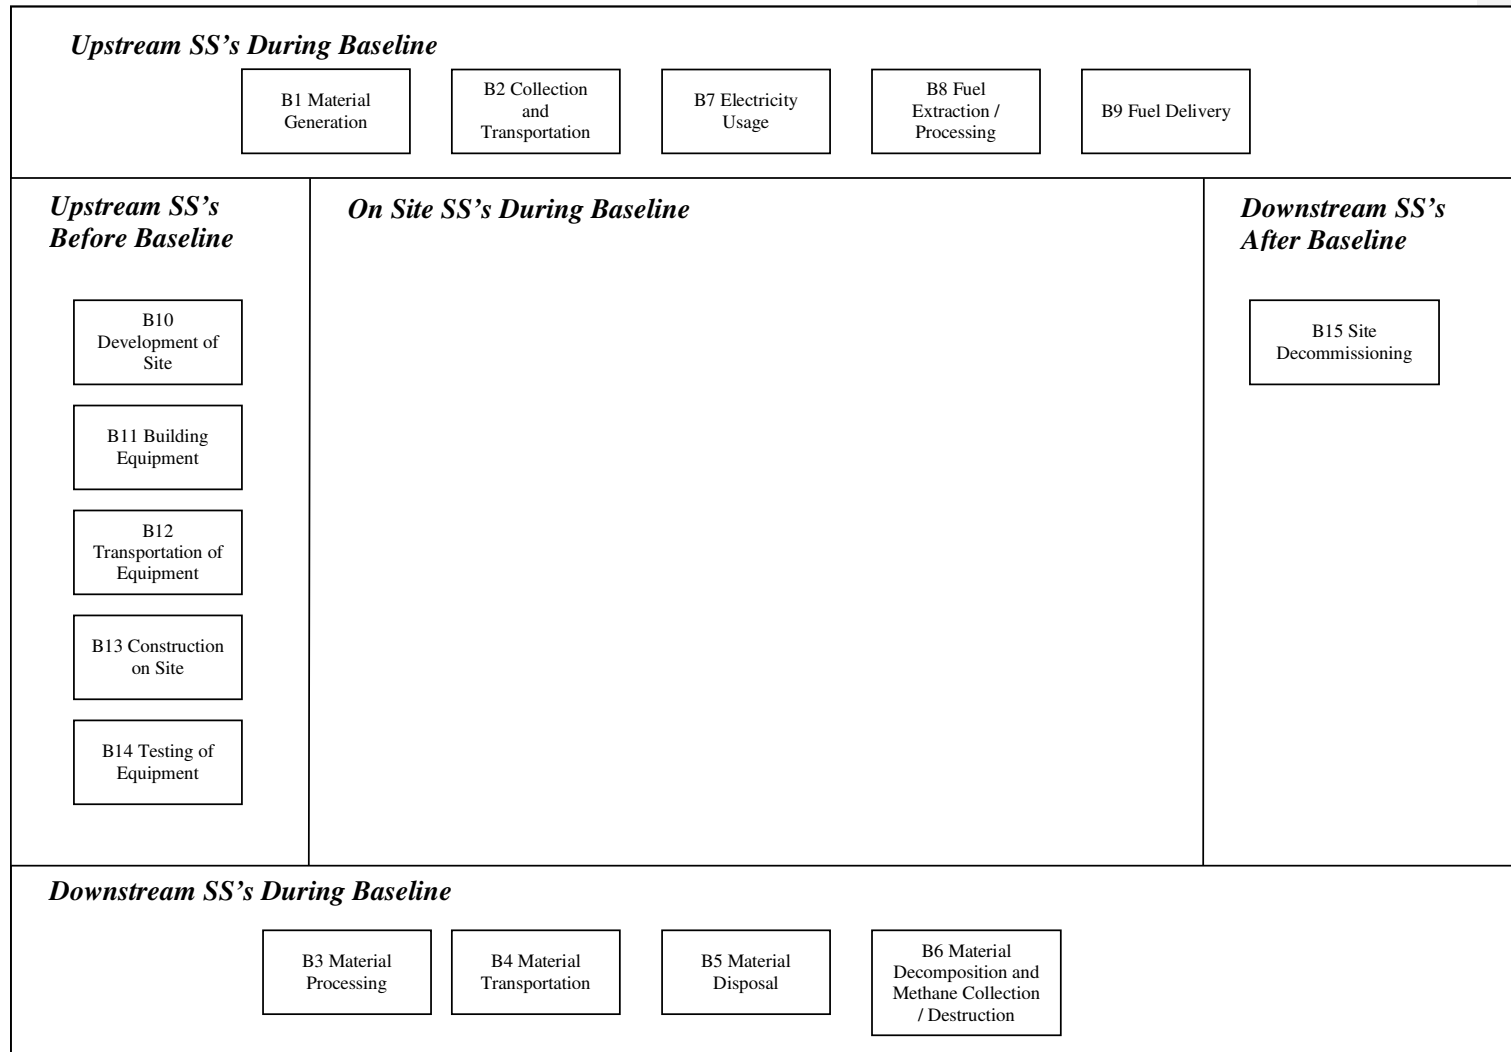 Upstream SS’s During Baseline
B1 Material
Generation
B2 Collection
and
Transportation
B7 Electricity
Usage
B8 Fuel
Extraction /
Processing
B9 Fuel Delivery
Upstream SS’s
Before Baseline
B10
Development of
Site
B11 Building
Equipment
B12
Transportation of
Equipment
B13 Construction
on Site
B14 Testing of
Equipment
On Site SS’s During Baseline
Downstream SS’s
After Baseline
B15 Site
Decommissioning
Downstream SS’s During Baseline
B3 Material
Processing
B4 Material
Transportation
B5 Material
Disposal
B6 Material
Decomposition and
Methane Collection
/ Destruction